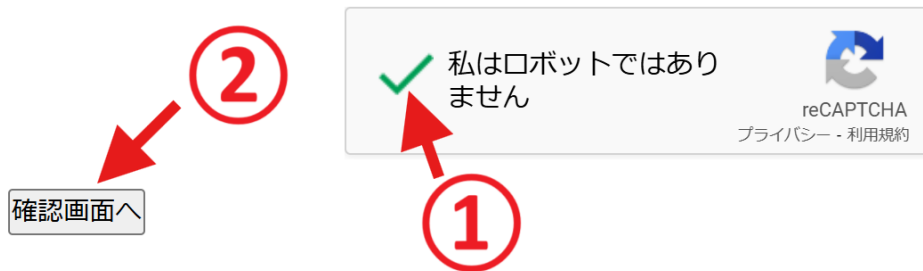 ②
私はロボットではあり
ません
reCAPTCHA
プライバシー - 利用規約
確認画面へ
①